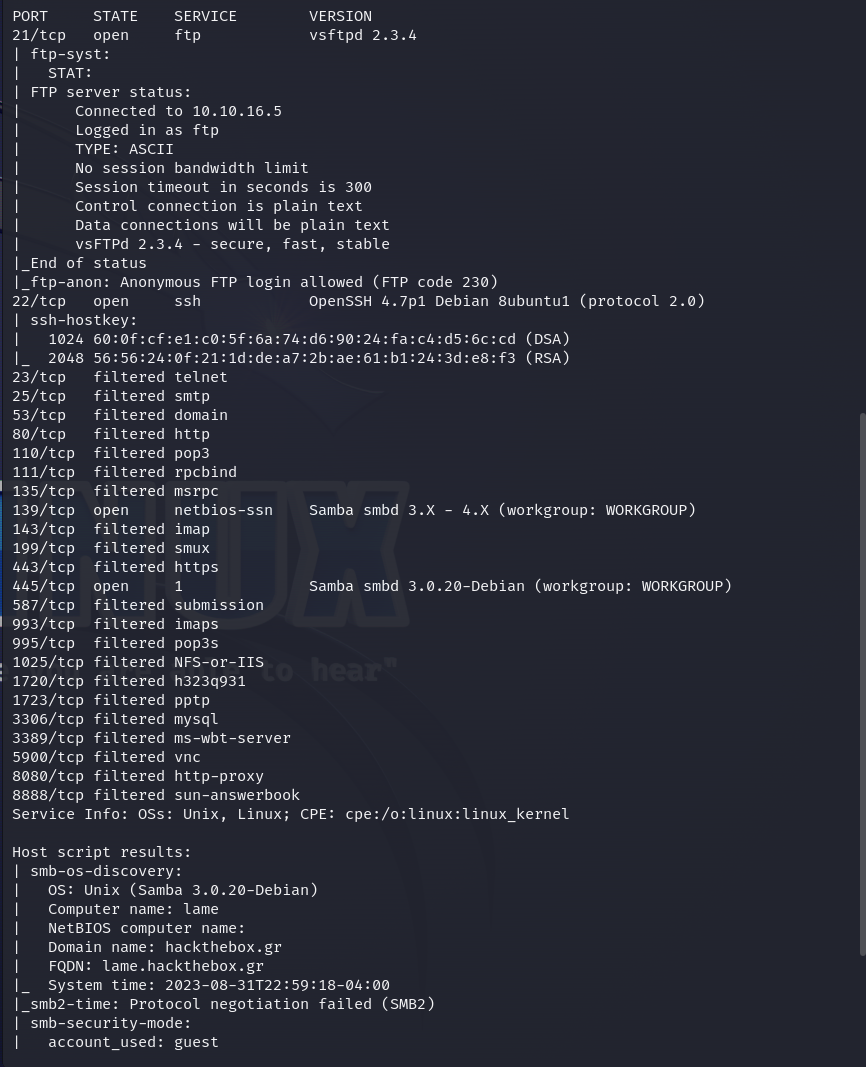 PORT     STATE    SERVICE        VERSION
21/tcp   open     ftp            vsftpd 2.3.4
| ftp-syst:
|   STAT:
| FTP server status:
|      Connected to 10.10.16.5
|      Logged in as ftp
|      TYPE: ASCII
|      No session bandwidth limit
|      Session timeout in seconds is 300
|      Control connection is plain text
|      Data connections will be plain text
|      vsFTPd 2.3.4 - secure, fast, stable
|_End of status
|_ftp-anon: Anonymous FTP login allowed (FTP code 230)
22/tcp   open     ssh            OpenSSH 4.7p1 Debian 8ubuntu1 (protocol 2.0)
| ssh-hostkey:
|   1024 60:0f:cf:e1:c0:5f:6a:74:d6:90:24:fa:c4:d5:6c:cd (DSA)
|_  2048 56:56:24:0f:21:1d:de:a7:2b:ae:61:b1:24:3d:e8:f3 (RSA)
23/tcp   filtered telnet
25/tcp   filtered smtp
53/tcp   filtered domain
80/tcp   filtered http
110/tcp  filtered pop3
111/tcp  filtered rpcbind
135/tcp  filtered msrpc
139/tcp  open     netbios-ssn    Samba smbd 3.X - 4.X (workgroup: WORKGROUP)
143/tcp  filtered imap
199/tcp  filtered smux
443/tcp  filtered https
445/tcp  open     1              Samba smbd 3.0.20-Debian (workgroup: WORKGROUP)
587/tcp  filtered submission
993/tcp  filtered imaps
995/tcp  filtered pop3s
1025/tcp filtered NFS-or-IIS
1720/tcp filtered h323q931
1723/tcp filtered pptp
3306/tcp filtered mysql
3389/tcp filtered ms-wbt-server
5900/tcp filtered vnc
8080/tcp filtered http-proxy
8888/tcp filtered sun-answerbook
Service Info: OSs: Unix, Linux; CPE: cpe:/o:linux:linux_kernel

Host script results:
| smb-os-discovery:
|   OS: Unix (Samba 3.0.20-Debian)
|   Computer name: lame
|   NetBIOS computer name:
|   Domain name: hackthebox.gr
|   FQDN: lame.hackthebox.gr
|_  System time: 2023-08-31T22:59:18-04:00
|_smb2-time: Protocol negotiation failed (SMB2)
| smb-security-mode:
|   account_used: guest